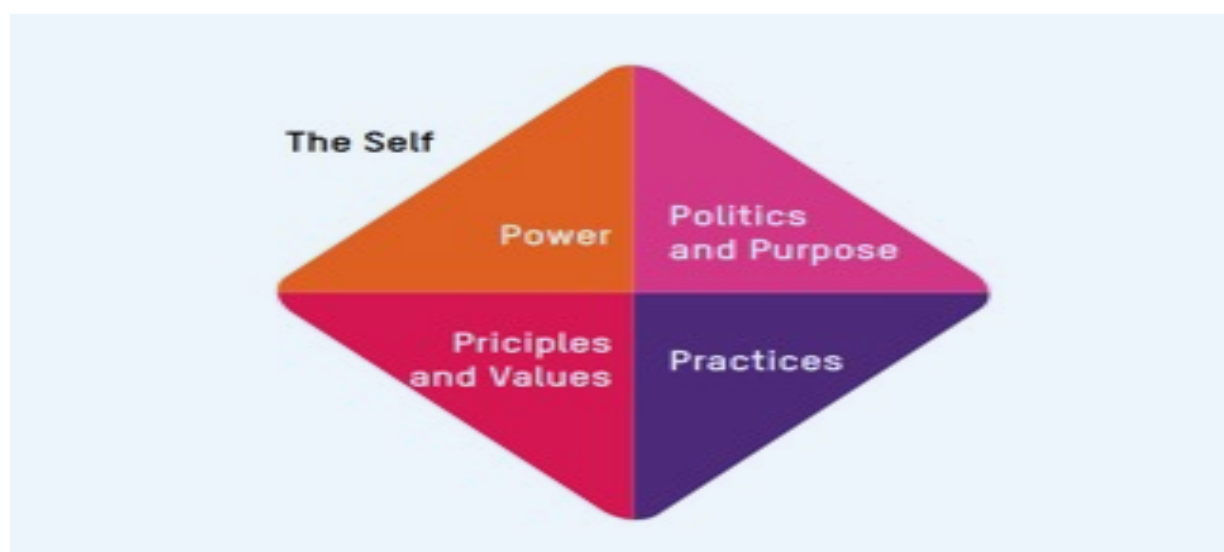 The Self
Power
Politics
and Purpose
Priciples
and Values
Practices